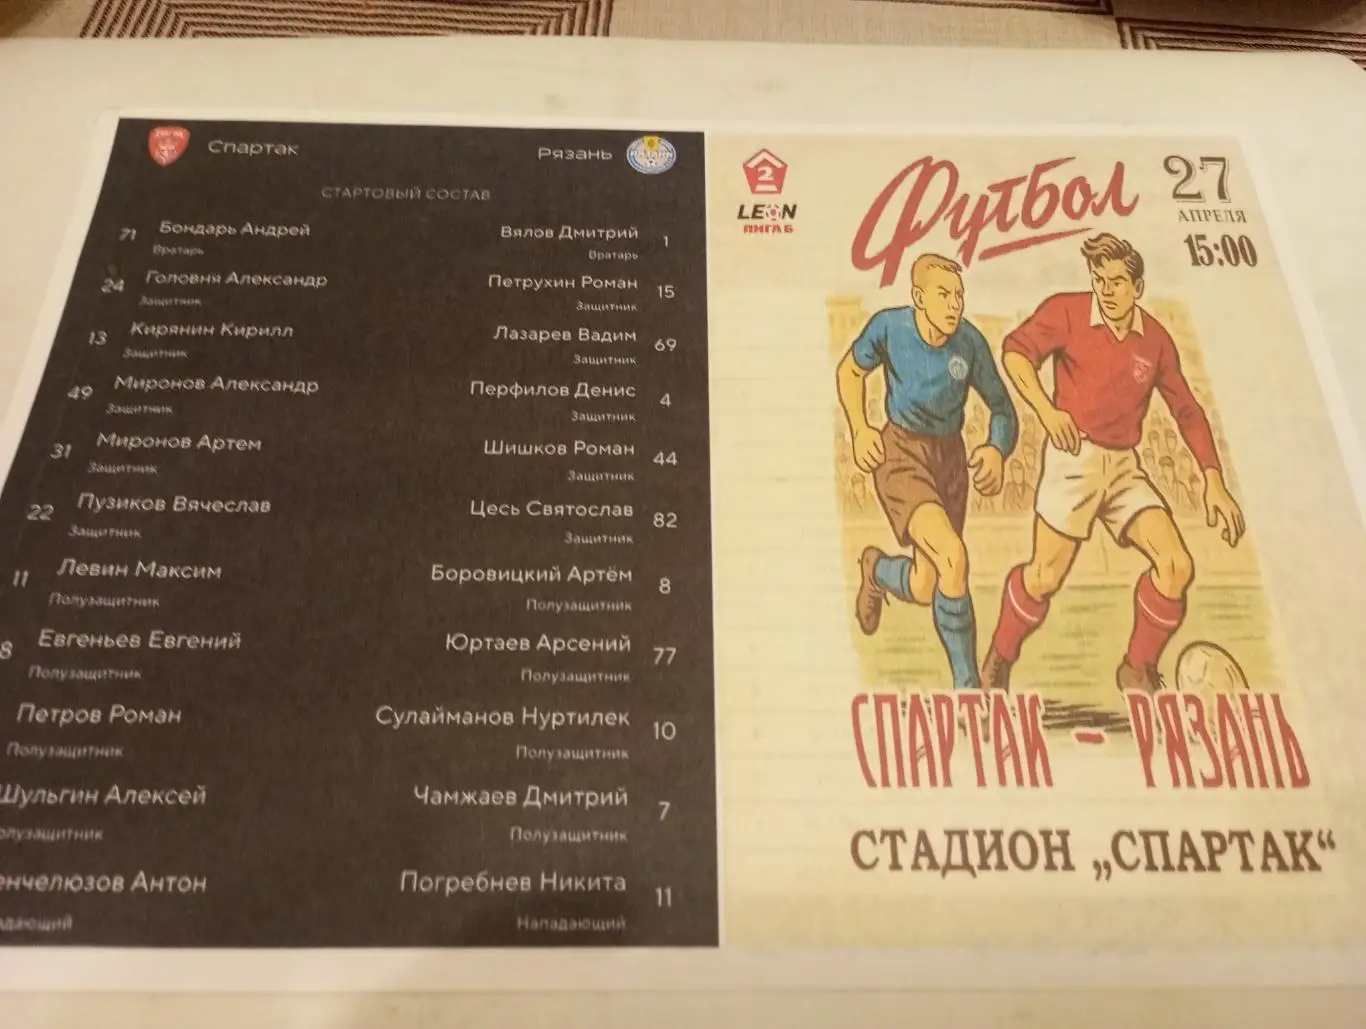 Спартак
Рязань
СТАРТОВЫЙ СОСТАВ
71 Бондарь Андрей
Вратарь
Вялов Дмитрий 1
Вратарь
24 Головня Александр
Защитник
Петрухин Роман 15
Защитник
13 Кирянин Кирилл
Защитник
Лазарев Вадим 69
Защитник
49 Миронов Александр
Защитник
Перфилов Денис 4
Защитник
31 Миронов Артем
Защитник
Шишков Роман 44
Защитник
22 Пузиков Вячеслав
Защитник
Цесь Святослав 82
Защитник
11 Левин Максим
Полузащитник
Боровицкий Артём 8
Полузащитник
8 Евгеньев Евгений
Полузащитник
Юртаев Арсений 77
Полузащитник
Петров Роман
Полузащитник
Сулайманов Нуртилек 10
Полузащитник
Шульгин Алексей
олузащитник
Чамжаев Дмитрий 7
Полузащитник
енчелюзов Антон
адающий
Погребнев Никита 11
Нападающий
2
LEON
ЛИГА Б
Футбол
27
АПРЕЛЯ
15:00
СПАРТАК - РЯЗАНЬ
СТАДИОН „СПАРТАК“